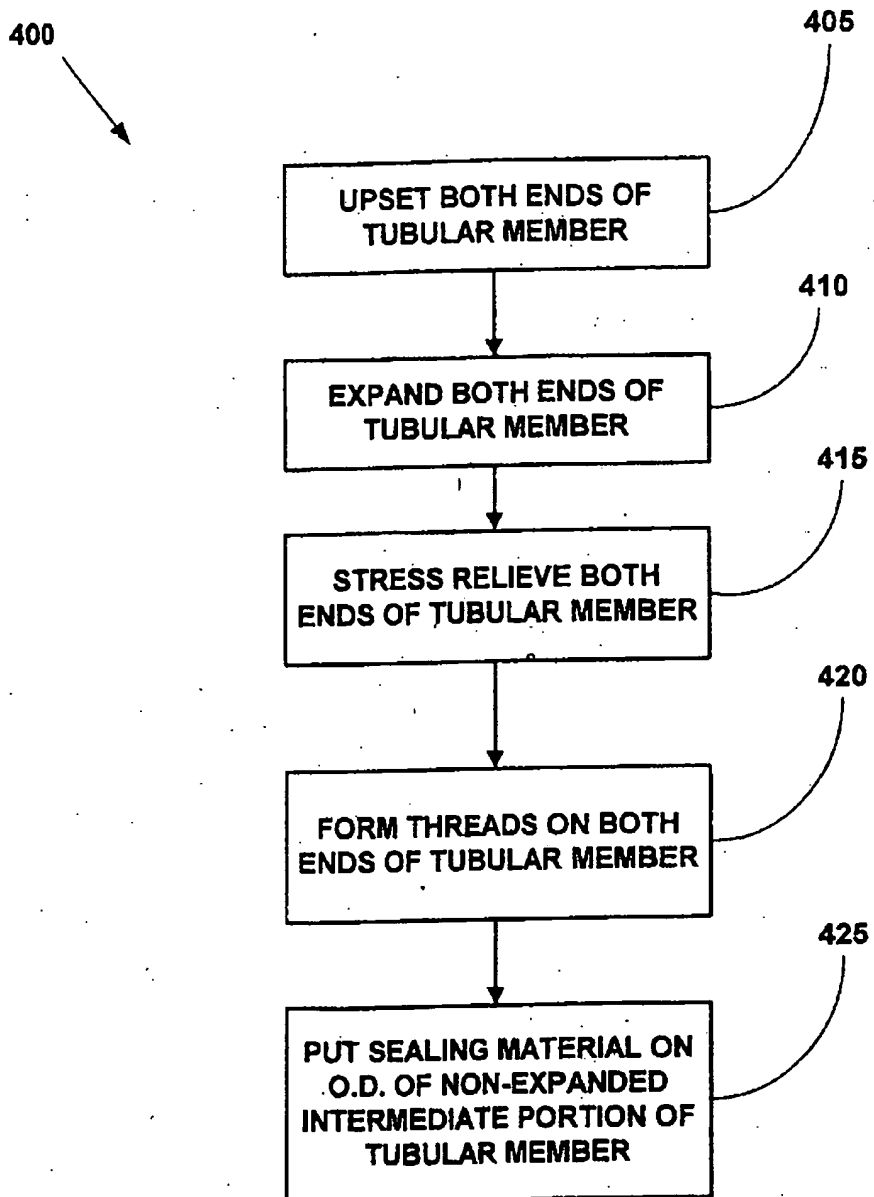 400
405
UPSET BOTH ENDS OF
TUBULAR MEMBER
410
EXPAND BOTH ENDS OF
TUBULAR MEMBER
415
STRESS RELIEVE BOTH
ENDS OF TUBULAR MEMBER
420
FORM THREADS ON BOTH
ENDS OF TUBULAR MEMBER
425
PUT SEALING MATERIAL ON
O.D. OF NON-EXPANDED
INTERMEDIATE PORTION OF
TUBULAR MEMBER